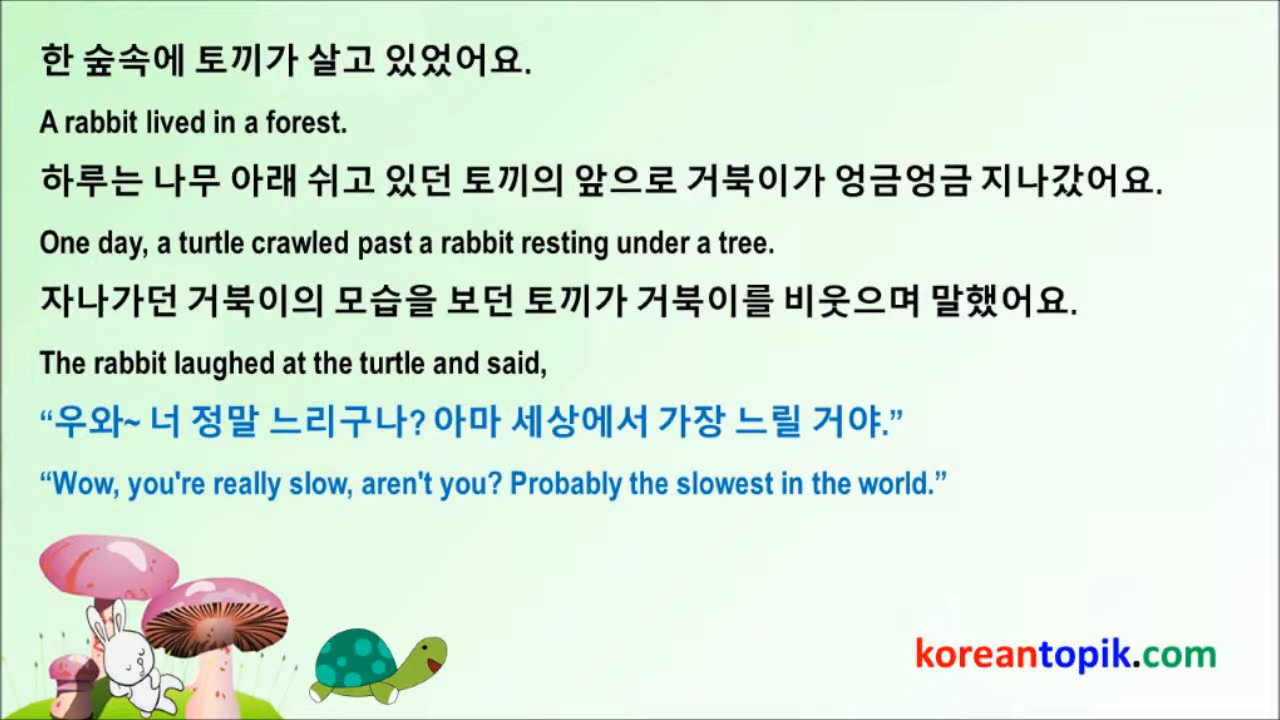 한 숲속에 토끼가 살고 있었어요.
A rabbit lived in a forest.
하루는 나무 아래 쉬고 있던 토끼의 앞으로 거북이가 엉금엉금 지나갔어요.
One day, a turtle crawled past a rabbit resting under a tree.
자나가던 거북이의 모습을 보던 토끼가 거북이를 비웃으며 말했어요.
The rabbit laughed at the turtle and said,
“우와~ 너 정말 느리구나? 아마 세상에서 가장 느릴 거야.”
“Wow, you're really slow, aren't you? Probably the slowest in the world.”
koreantopik.com